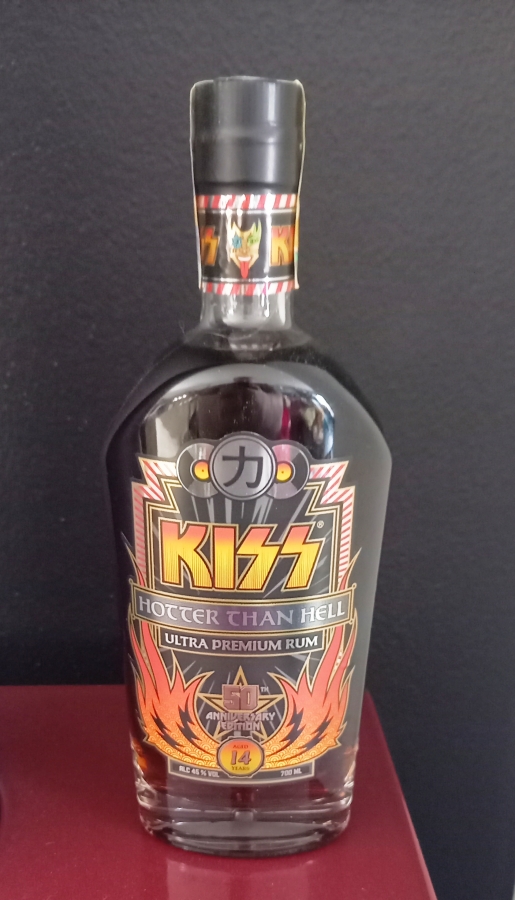 KISS
力
KISS®
HOTTER THAN HELL
ULTRA PREMIUM RUM
50TH
ANNIVERSARY
EDITION
AGED
14
YEARS
ALC 45 % VOL 700 ML